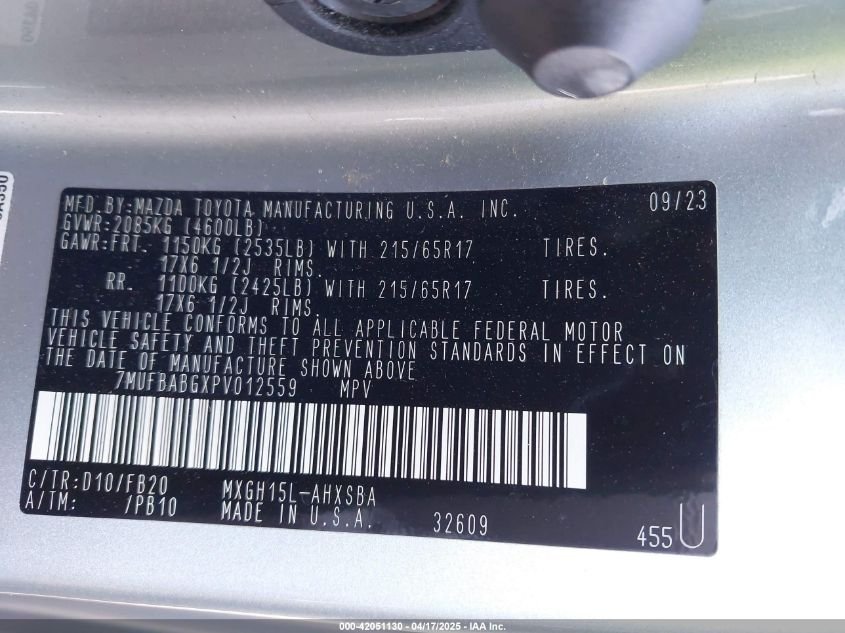 MFD.BY:MAZDA TOYOTA MANUFACTURING U.S.A. INC. 09/23
GVWR:2085KG (4600LB)
GAWR:FRT. 1150KG (2535LB) WITH 215/65R17 TIRES.
17X6 1/2J RIMS.
RR. 1100KG (2425LB) WITH 215/65R17 TIRES.
17X6 1/2J RIMS.
THIS VEHICLE CONFORMS TO ALL APPLICABLE FEDERAL MOTOR
VEHICLE SAFETY AND THEFT PREVENTION STANDARDS IN EFFECT ON
THE DATE OF MANUFACTURE SHOWN ABOVE.
7MUFBABGXPV012559 MPV
C/TR:D10/FB20 MXGH15L-AHXSBA
A/TM: /PB10 MADE IN U.S.A. 32609
455 U
000-42051130 - 04/17/2025 - IAA Inc.